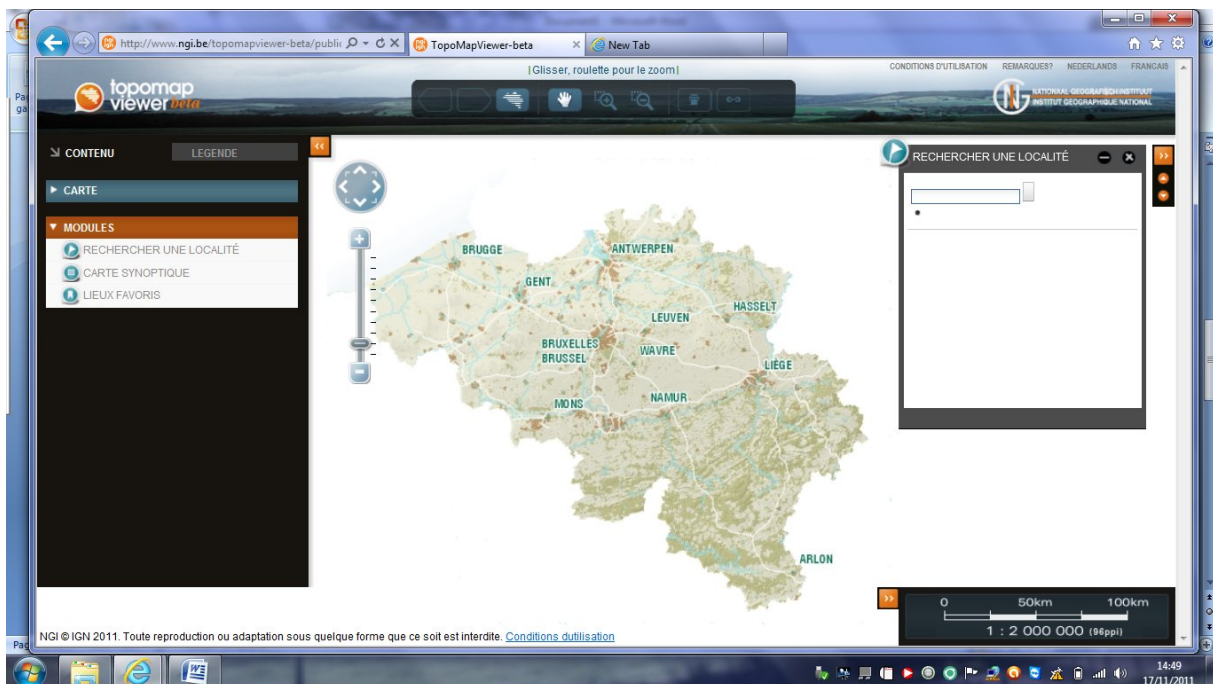 http://www.ngi.be/topomapviewer-beta/public
TopoMapViewer-beta
New Tab
topomap
viewer beta
|Glisser, roulette pour le zoom|
CONDITIONS D'UTILISATION REMARQUES? NEDERLANDS FRANCAIS
NATIONAAL GEOGRAFISCH INSTITUUT
INSTITUT GEOGRAPHIQUE NATIONAL
CONTENU LEGENDE
CARTE
MODULES
RECHERCHER UNE LOCALITÉ
CARTE SYNOPTIQUE
LIEUX FAVORIS
RECHERCHER UNE LOCALITÉ
BRUGGE
ANTWERPEN
GENT
HASSELT
LEUVEN
BRUXELLES
BRUSSEL
WAVRE
LIÈGE
NAMUR
MONS
ARLON
0 50km 100km
1 : 2 000 000 (96ppi)
NGI © IGN 2011. Toute reproduction ou adaptation sous quelque forme que ce soit est interdite. Conditions dutilisation
14:49
17/11/2011